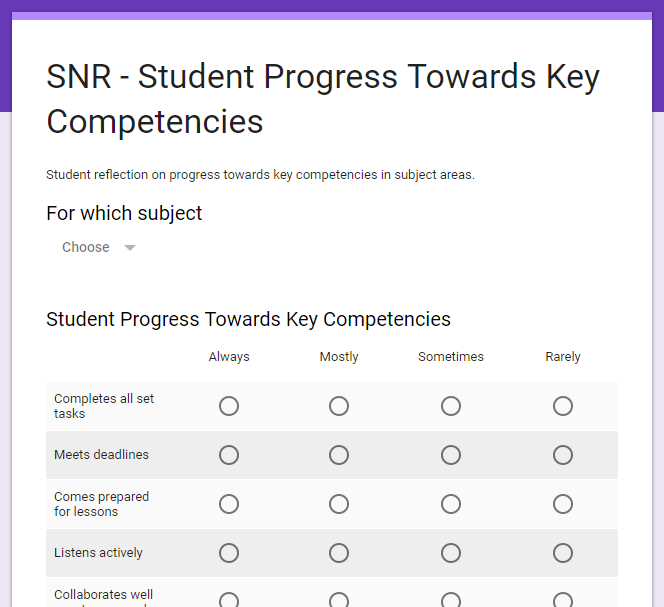 SNR - Student Progress Towards Key
Competencies
Student reflection on progress towards key competencies in subject areas.
For which subject
Choose
Student Progress Towards Key Competencies
Always Mostly Sometimes Rarely
Completes all set
tasks
Meets deadlines
Comes prepared
for lessons
Listens actively
Collaborates well